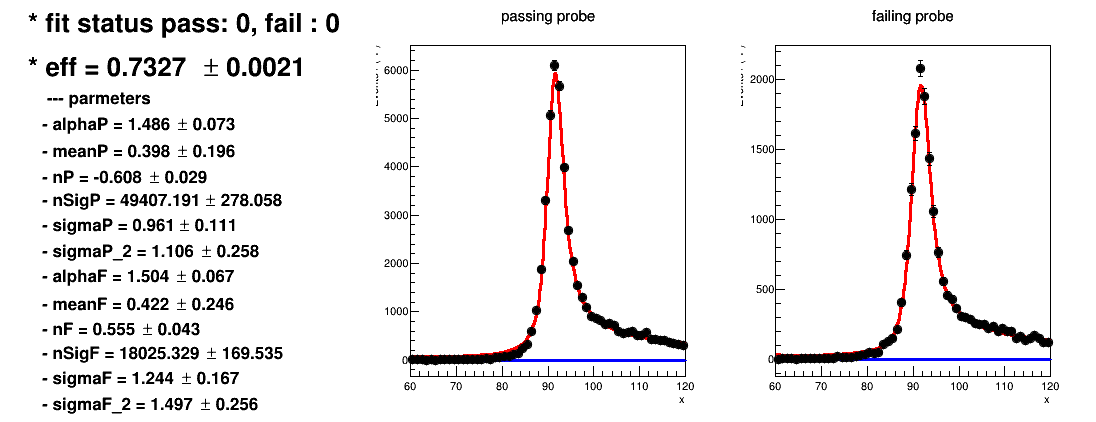 * fit status pass: 0, fail : 0
* eff = 0.7327 ± 0.0021
--- parmeters
- alphaP = 1.486 ± 0.073
- meanP = 0.398 ± 0.196
- nP = -0.608 ± 0.029
- nSigP = 49407.191 ± 278.058
- sigmaP = 0.961 ± 0.111
- sigmaP_2 = 1.106 ± 0.258
- alphaF = 1.504 ± 0.067
- meanF = 0.422 ± 0.246
- nF = 0.555 ± 0.043
- nSigF = 18025.329 ± 169.535
- sigmaF = 1.244 ± 0.167
- sigmaF_2 = 1.497 ± 0.256
passing probe
6000
5000
4000
3000
2000
1000
0
60 70 80 90 100 110 120
x
failing probe
2000
1500
1000
500
0
60 70 80 90 100 110 120
x